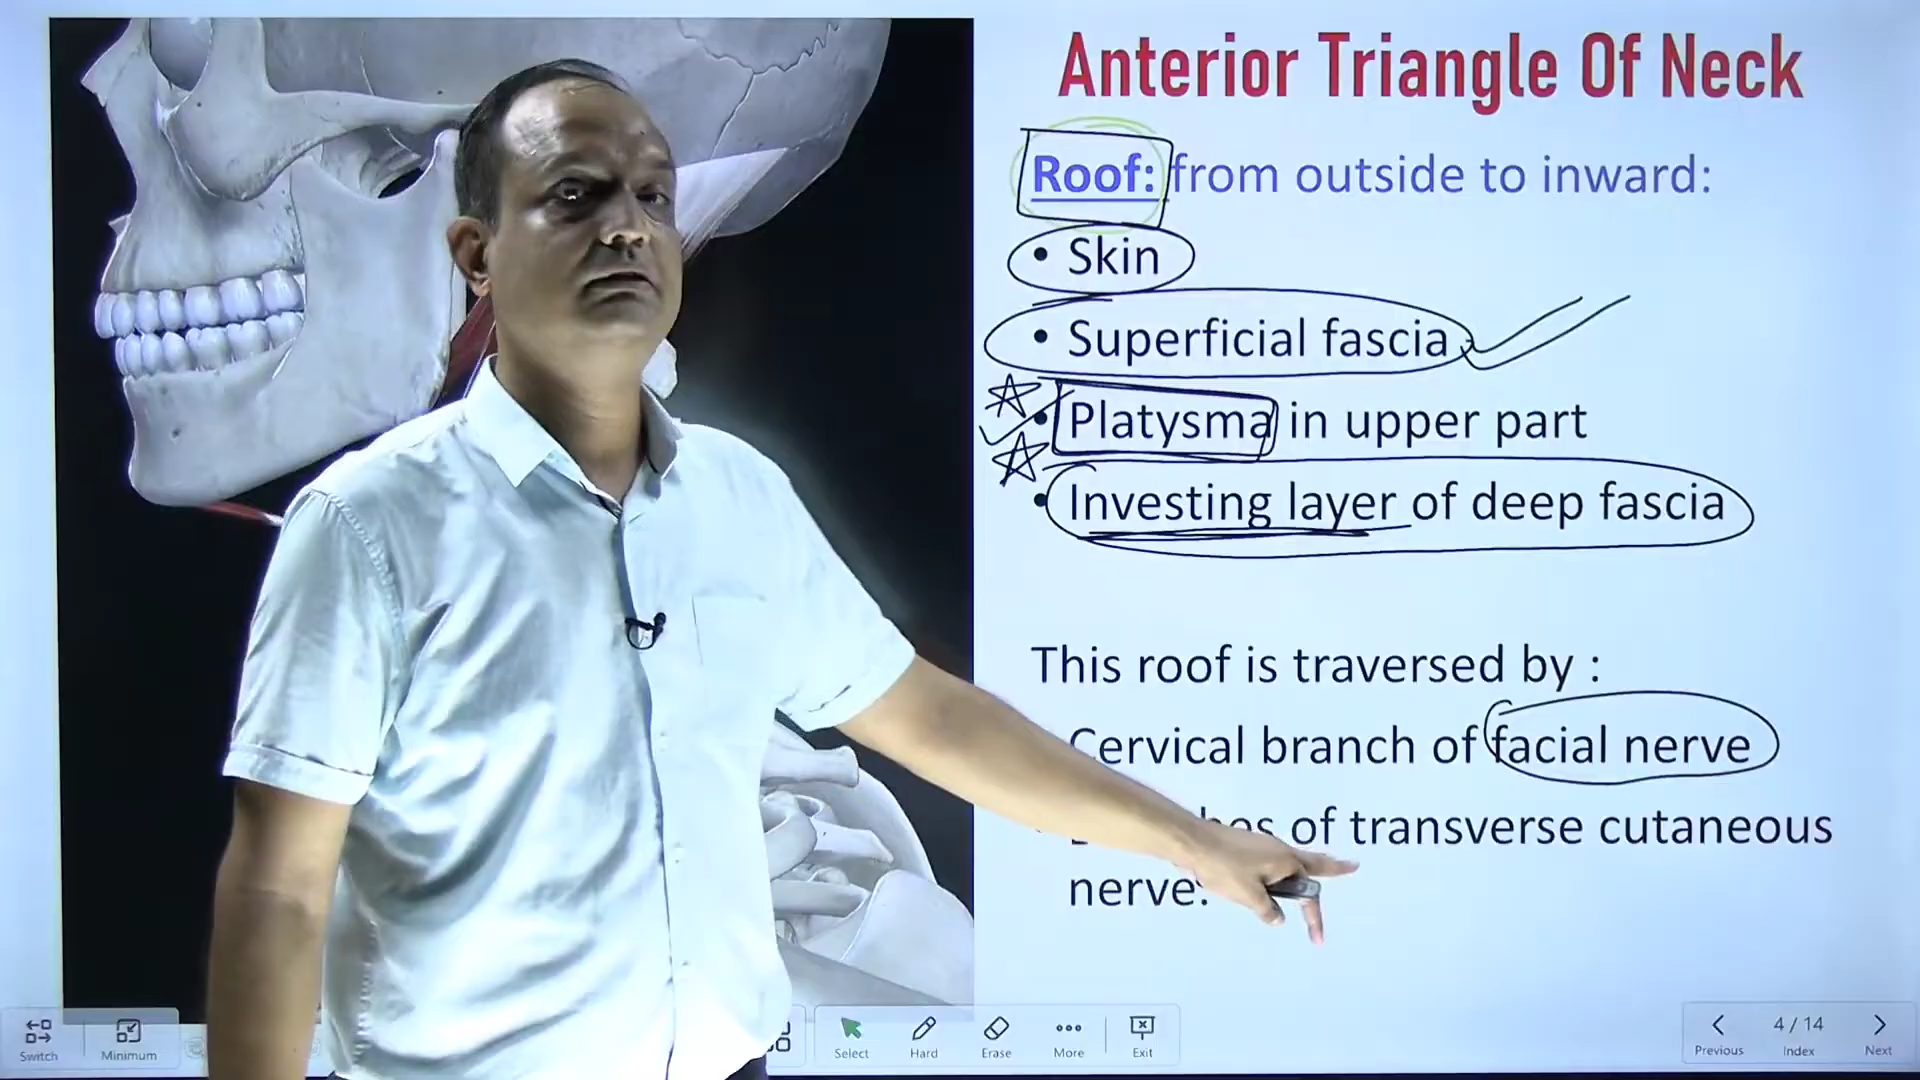 Anterior Triangle Of Neck
Roof: from outside to inward:
• Skin
• Superficial fascia
• Platysma in upper part
• Investing layer of deep fascia
This roof is traversed by :
Cervical branch of facial nerve
of transverse cutaneous
nerve.
Switch
Minimum
Select
Hard
Erase
More
Exit
Previous
4 / 14
Index
Next